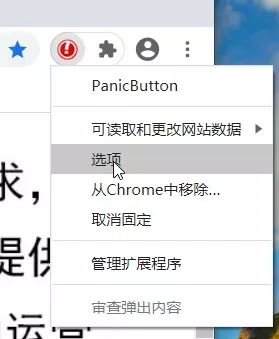 PanicButton
可读取和更改网站数据
选项
从Chrome中移除...
取消固定
管理扩展程序
审查弹出内容
求，
提供
运营